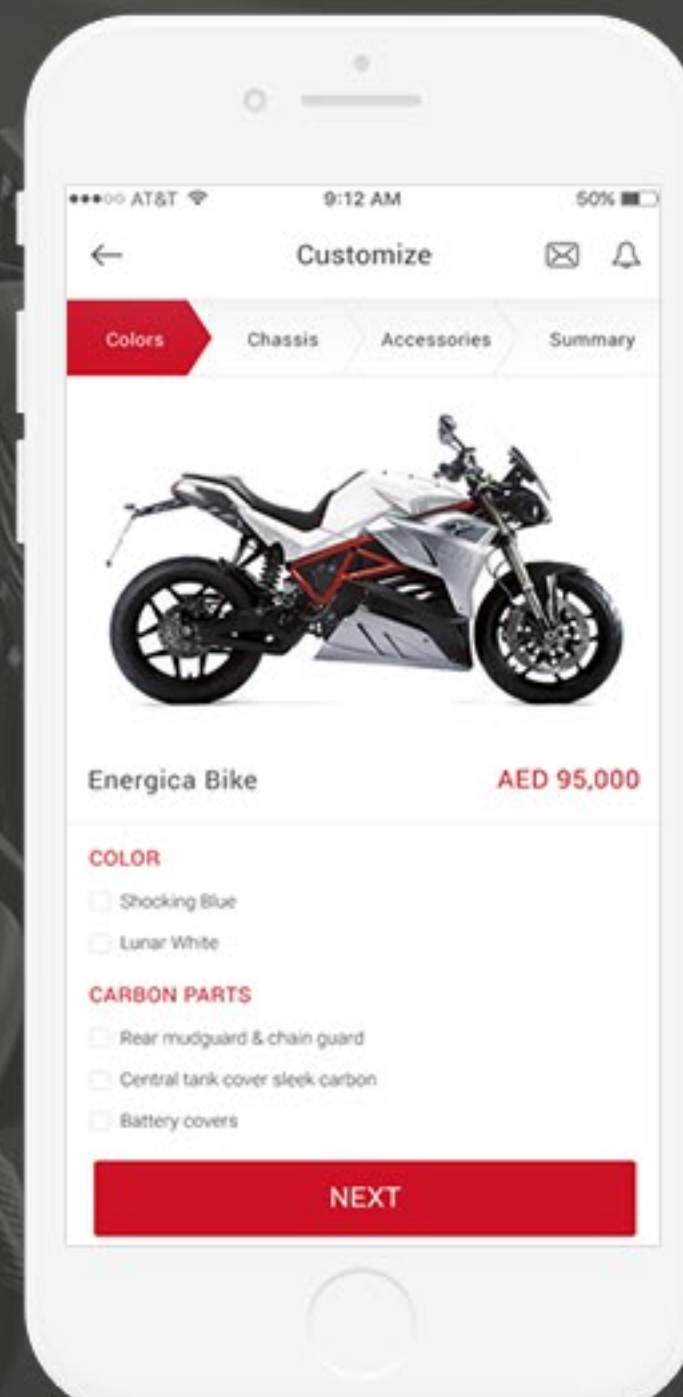 AT&T 9:12 AM 50%
Customize
Colors Chassis Accessories Summary
Energica Bike AED 95,000
COLOR
Shocking Blue
Lunar White
CARBON PARTS
Rear mudguard & chain guard
Central tank cover sleek carbon
Battery covers
NEXT